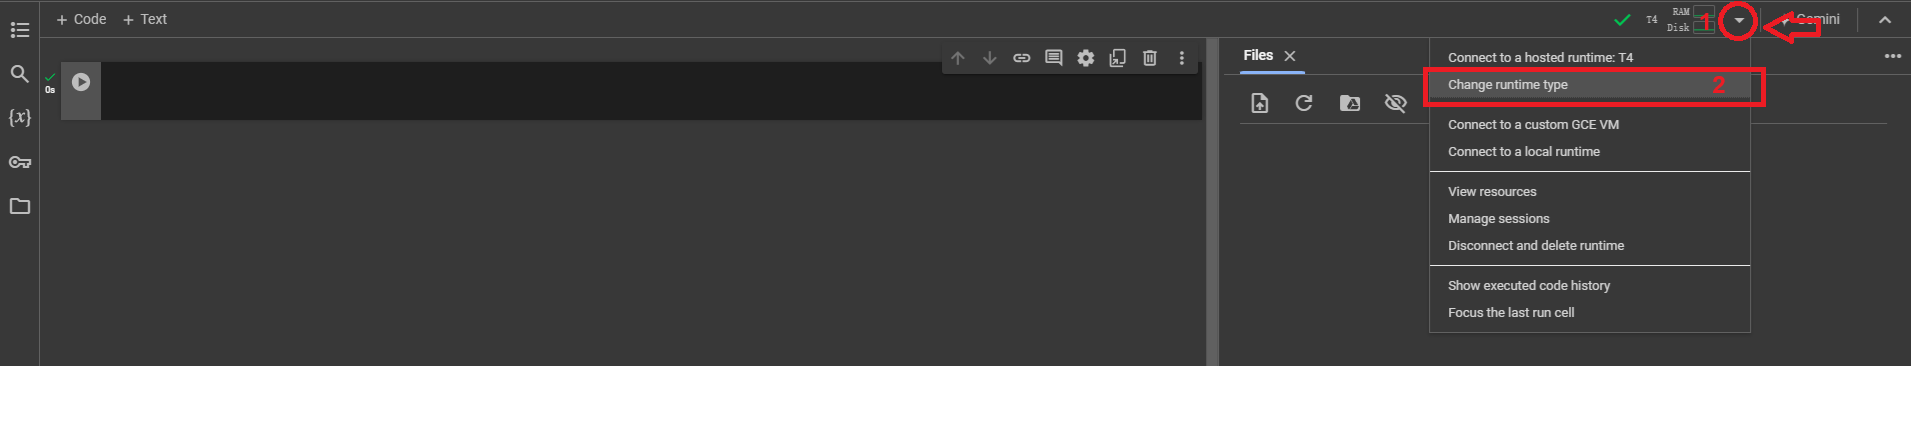 + Code + Text
T4 RAM Disk 1 Gemini
0s
{x}
Files
Connect to a hosted runtime: T4
Change runtime type 2
Connect to a custom GCE VM
Connect to a local runtime
View resources
Manage sessions
Disconnect and delete runtime
Show executed code history
Focus the last run cell